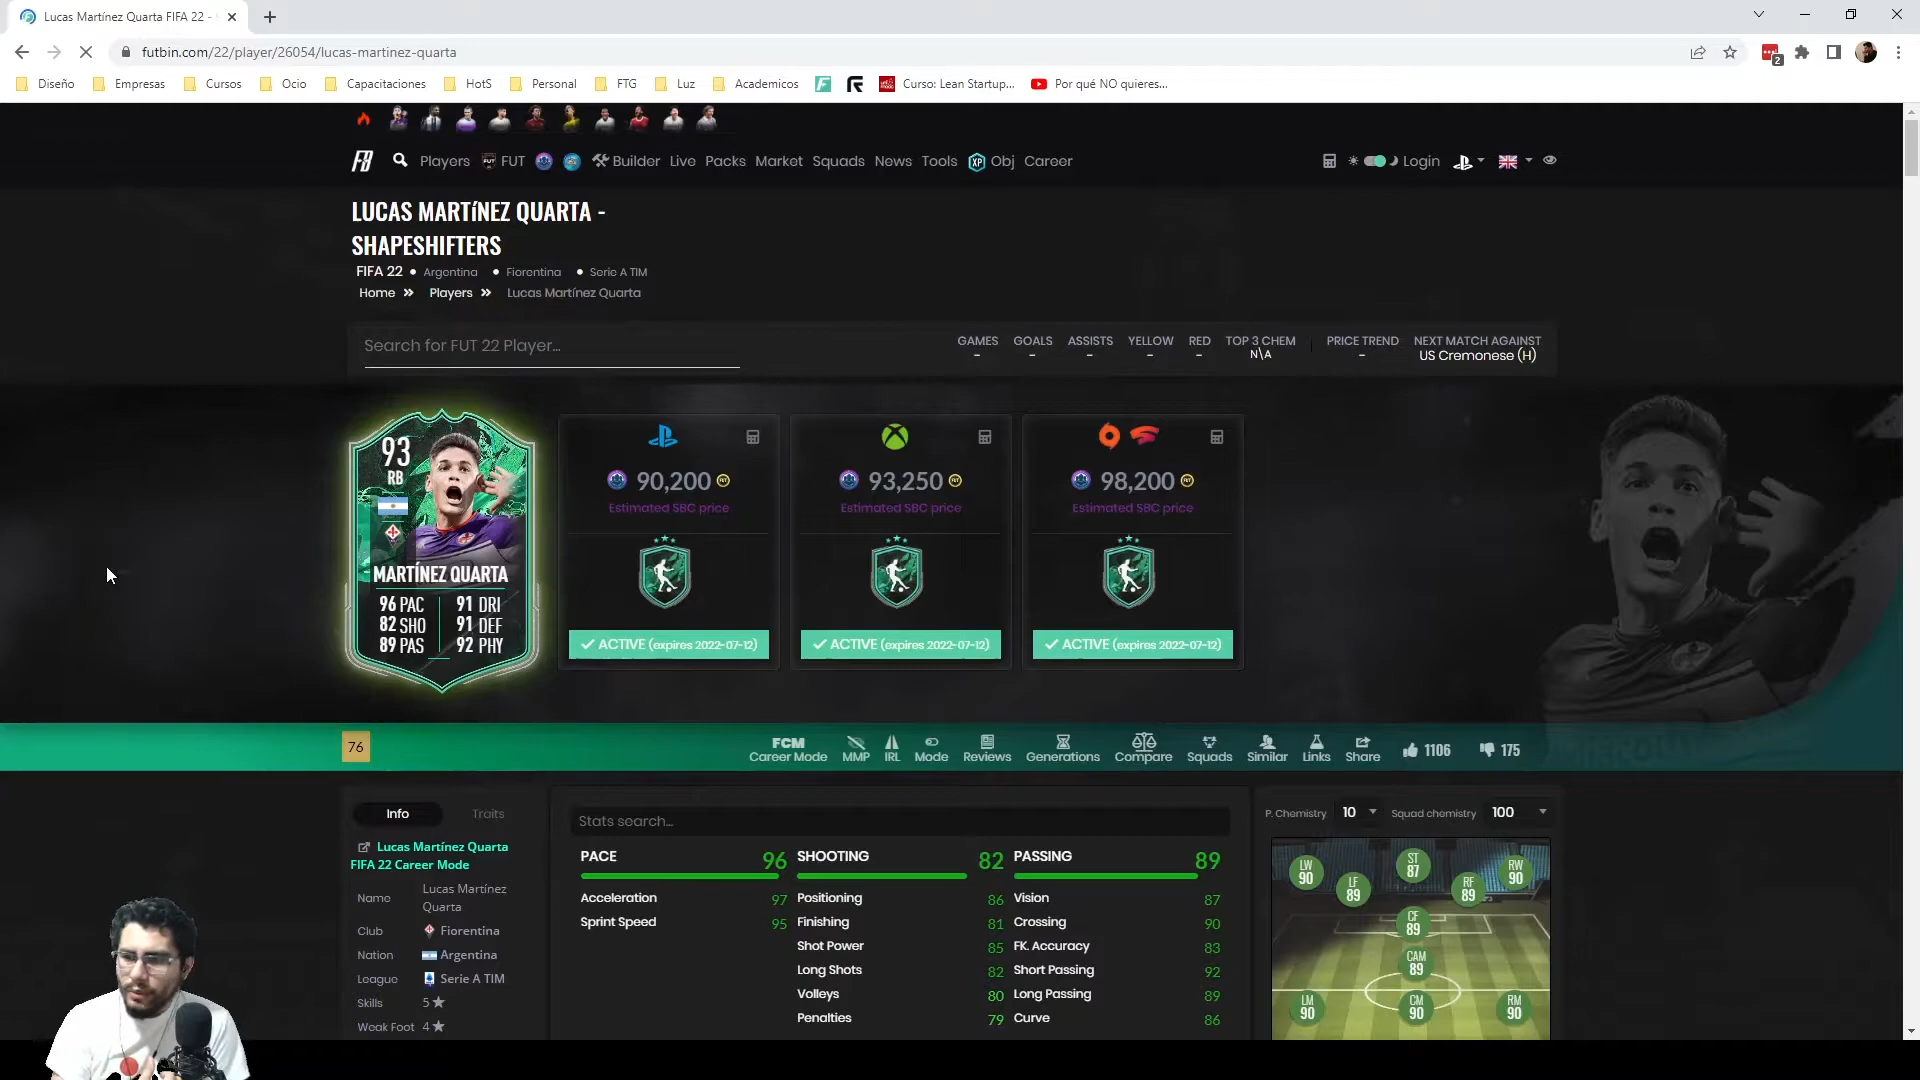 Lucas Martínez Quarta FIFA 22 -
futbin.com/22/player/26054/lucas-martinez-quarta
2
Diseño Empresas Cursos Ocio Capacitaciones HotS Personal FTG Luz Academicos Curso: Lean Startup... Por qué NO quieres...
Players FUT Builder Live Packs Market Squads News Tools XP Obj Career Login
LUCAS MARTíNEZ QUARTA -
SHAPESHIFTERS
FIFA 22 • Argentina • Fiorentina • Serie A TIM
Home » Players » Lucas Martínez Quarta
Search for FUT 22 Player...
GAMES GOALS ASSISTS YELLOW RED TOP 3 CHEM PRICE TREND NEXT MATCH AGAINST
- - - - - N\A - US Cremonese (H)
93
RB
MARTÍNEZ QUARTA
96 PAC 91 DRI
82 SHO 91 DEF
89 PAS 92 PHY
90,200
Estimated SBC price
ACTIVE (expires 2022-07-12)
93,250
Estimated SBC price
ACTIVE (expires 2022-07-12)
98,200
Estimated SBC price
ACTIVE (expires 2022-07-12)
76
FCM
Career Mode MMP IRL Mode Reviews Generations Compare Squads Similar Links Share 1106 175
Info Traits
Lucas Martínez Quarta
FIFA 22 Career Mode
Name Lucas Martínez
Quarta
Club Fiorentina
Nation Argentina
League Serie A TIM
Skills 5
Weak Foot 4
Stats search...
PACE 96
Acceleration 97
Sprint Speed 95
SHOOTING 82
Positioning 86
Finishing 81
Shot Power 85
Long Shots 82
Volleys 80
Penalties 79
PASSING 89
Vision 87
Crossing 90
FK. Accuracy 83
Short Passing 92
Long Passing 89
Curve 86
P. Chemistry 10 Squad chemistry 100
LW
90
ST
87
RW
90
LF
89
RF
89
CF
89
CAM
89
LM
90
CM
90
RM
90